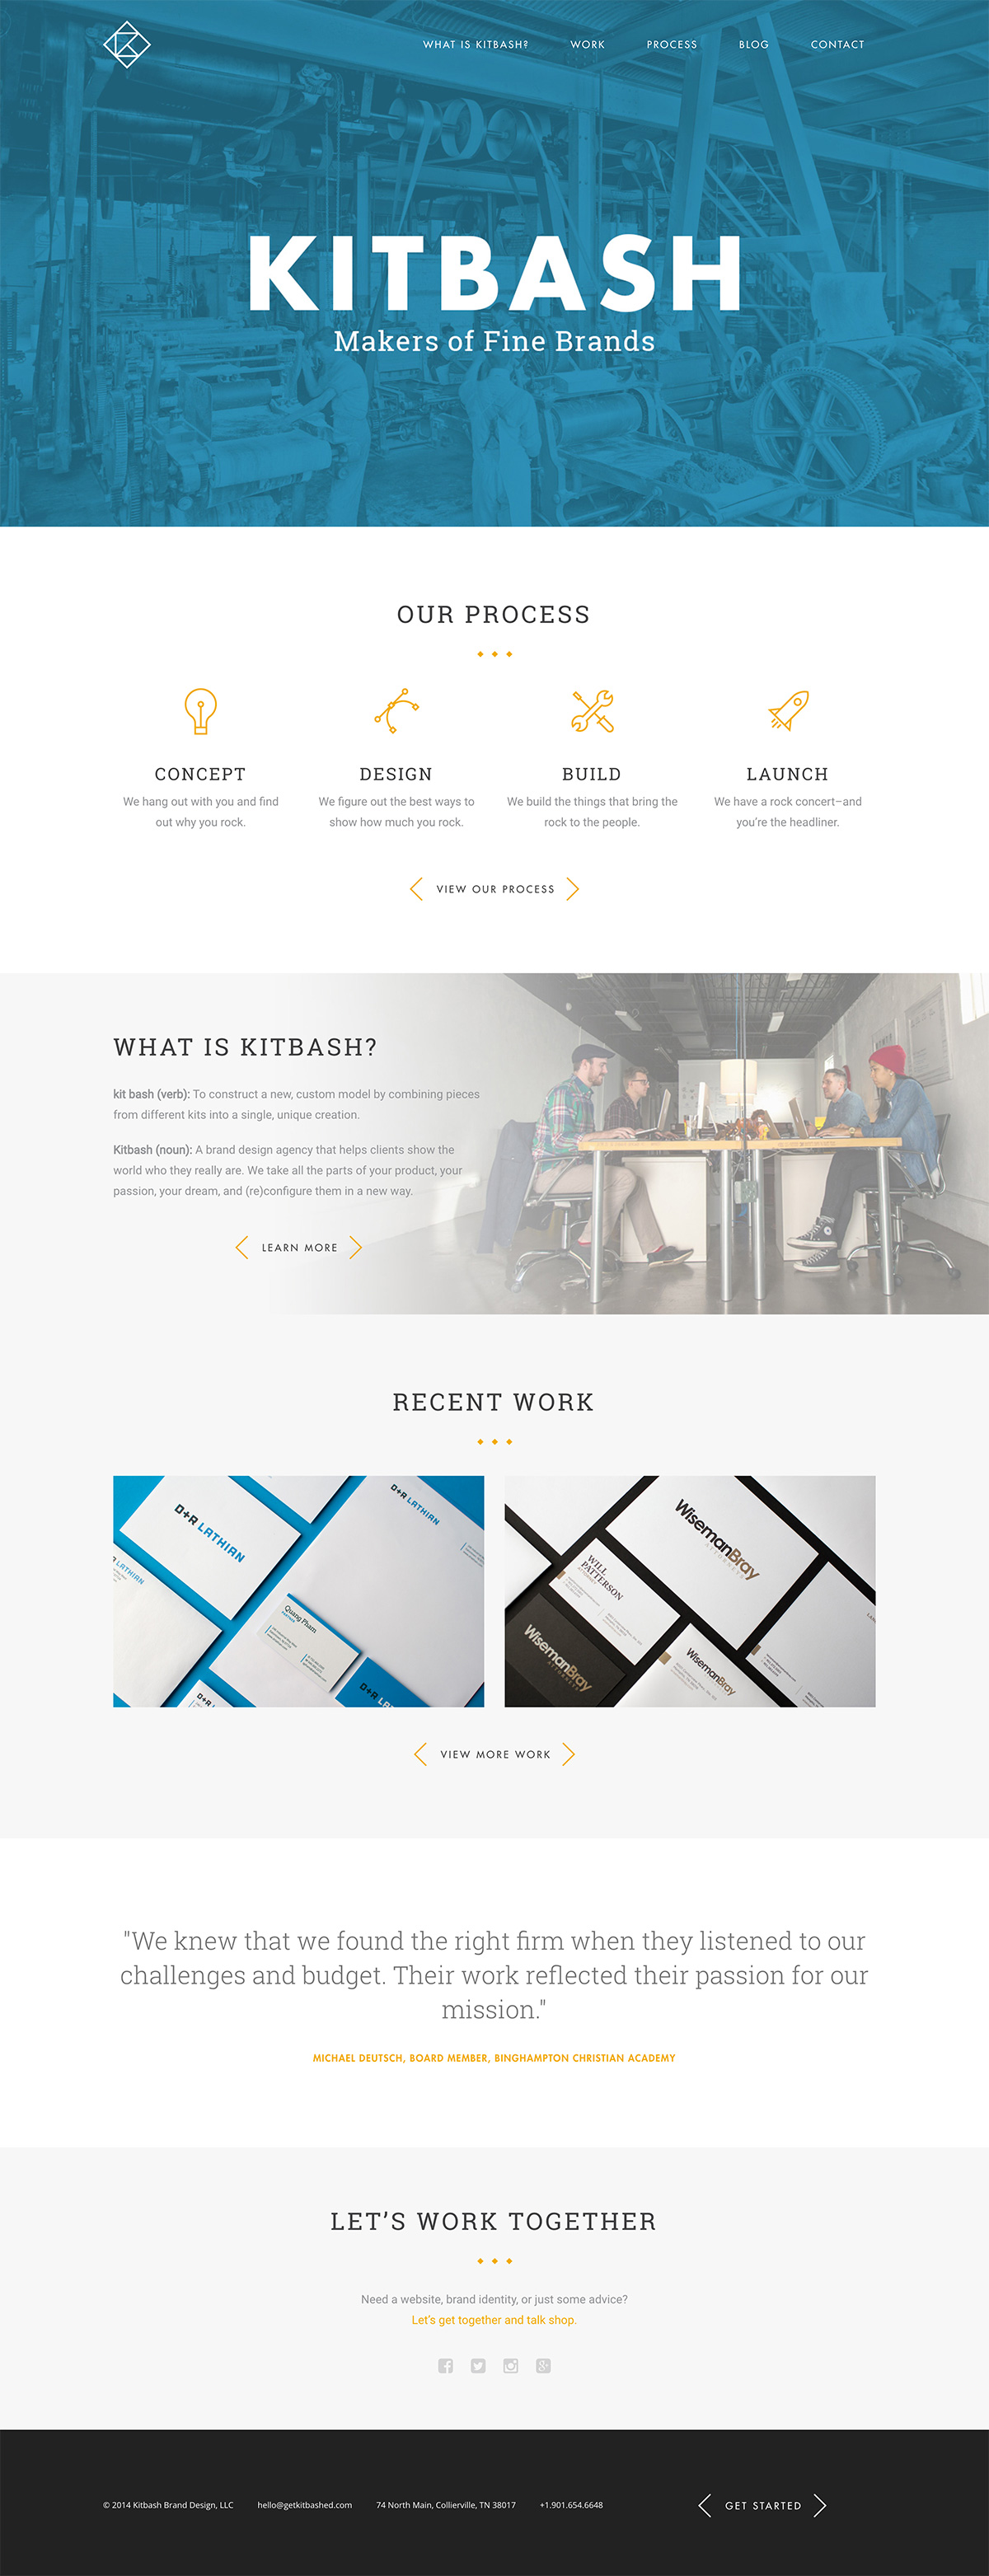 WHAT IS KITBASH?
WORK
PROCESS
BLOG
CONTACT
KITBASH
Makers of Fine Brands
OUR PROCESS
CONCEPT
We hang out with you and find
out why you rock.
DESIGN
We figure out the best ways to
show how much you rock.
BUILD
We build the things that bring the
rock to the people.
LAUNCH
We have a rock concert–and
you're the headliner.
VIEW OUR PROCESS
WHAT IS KITBASH?
kit bash (verb): To construct a new, custom model by combining pieces
from different kits into a single, unique creation.
Kitbash (noun): A brand design agency that helps clients show the
world who they really are. We take all the parts of your product, your
passion, your dream, and (re)configure them in a new way.
LEARN MORE
RECENT WORK
D+R LATHIAN
D+R LATHIAN
LATHIAN
Quang Pham
D+R
D+R LA
WisemanBray
ATTORNEYS
WILL
PATTERSON
WisemanBray
WisemanBray
VIEW MORE WORK
"We knew that we found the right firm when they listened to our
challenges and budget. Their work reflected their passion for our
mission."
MICHAEL DEUTSCH, BOARD MEMBER, BINGHAMPTON CHRISTIAN ACADEMY
LET'S WORK TOGETHER
Need a website, brand identity, or just some advice?
Let's get together and talk shop.
© 2014 Kitbash Brand Design, LLC
hello@getkitbashed.com
74 North Main, Collierville, TN 38017
+1.901.654.6648
GET STARTED